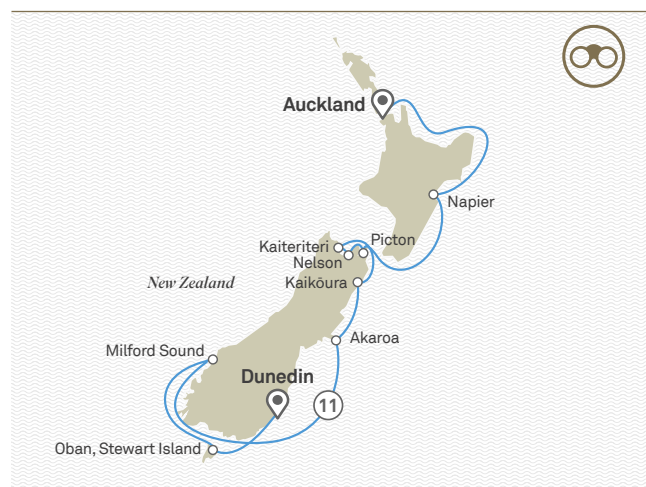 Auckland
Napier
Picton
Kaiteriteri
Nelson
New Zealand
Kaikōura
Akaroa
Milford Sound
Dunedin
11
Oban, Stewart Island